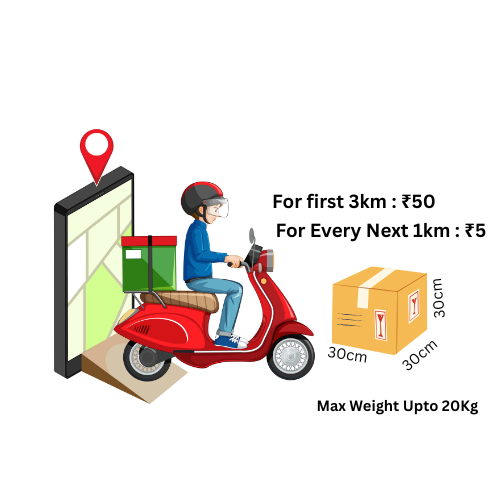 For first 3km : ₹50
For Every Next 1km : ₹5
30cm
30cm
30cm
Max Weight Upto 20Kg